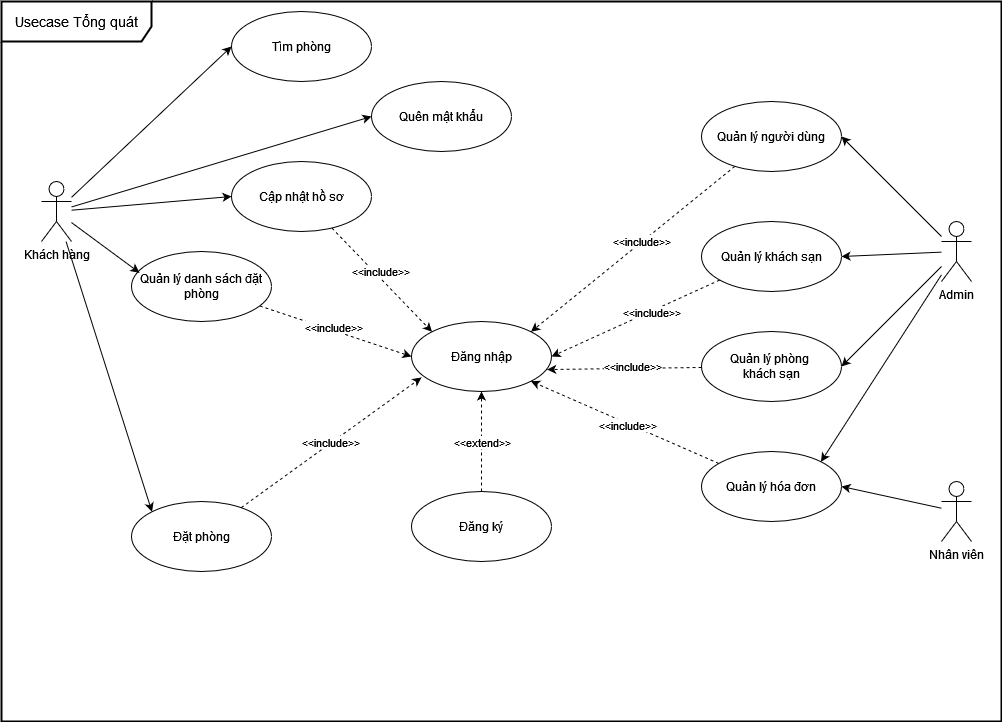 Usecase Tổng quát
Tìm phòng
Quên mật khẩu
Quản lý người dùng
Cập nhật hồ sơ
Khách hàng
<<include>>
Quản lý khách sạn
<<include>>
Quản lý danh sách đặt
phòng
Admin
<<include>>
<<include>>
Đăng nhập
Quản lý phòng
khách sạn
<<include>>
<<include>>
<<include>>
<<extend>>
Quản lý hóa đơn
Đặt phòng
Đăng ký
Nhân viên